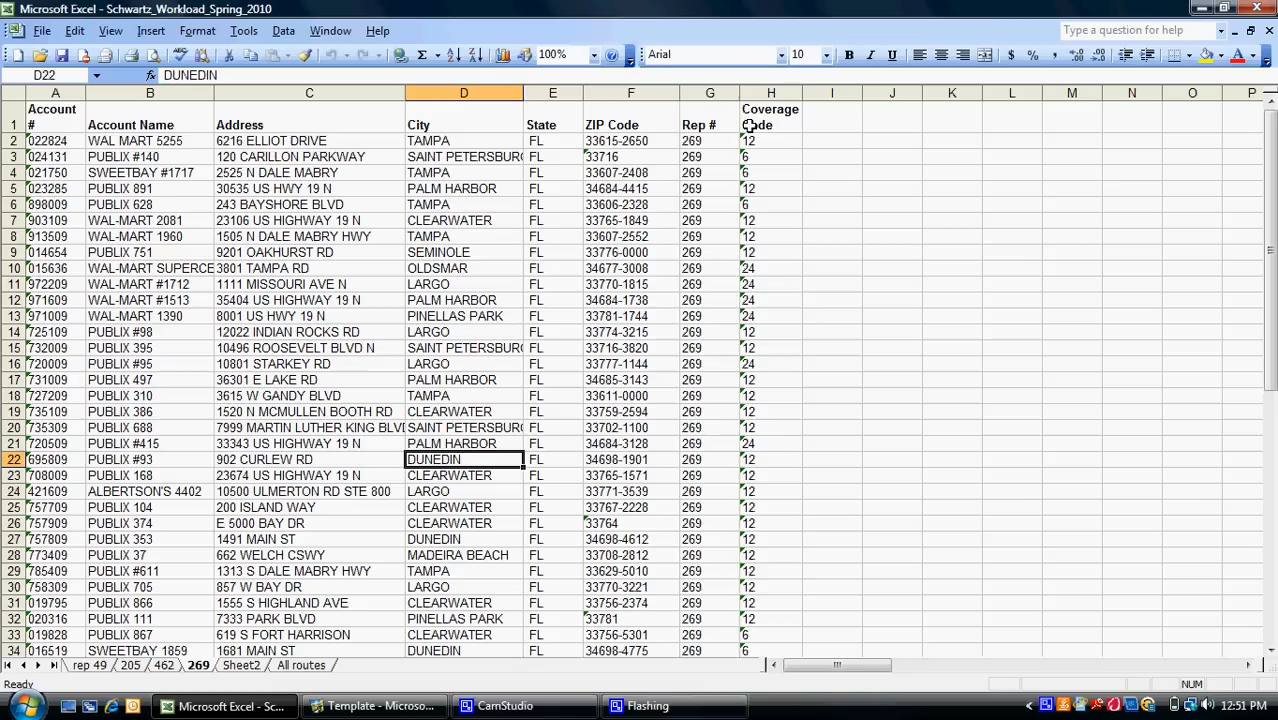 Microsoft Excel - Schwartz_Workload_Spring_2010
File Edit View Insert Format Tools Data Window Help
Type a question for help
100%
Arial 10
D22 fx DUNEDIN
A B C D E F G H I J K L M N O P
1 Account # Account Name Address City State ZIP Code Rep # Coverage Code
2 022824 WAL MART 5255 6216 ELLIOT DRIVE TAMPA FL 33615-2650 269 12
3 024131 PUBLIX #140 120 CARILLON PARKWAY SAINT PETERSBURG FL 33716 269 6
4 021750 SWEETBAY #1717 2525 N DALE MABRY TAMPA FL 33607-2408 269 6
5 023285 PUBLIX 891 30535 US HWY 19 N PALM HARBOR FL 34684-4415 269 12
6 898009 PUBLIX 628 243 BAYSHORE BLVD TAMPA FL 33606-2328 269 6
7 903109 WAL-MART 2081 23106 US HIGHWAY 19 N CLEARWATER FL 33765-1849 269 12
8 913509 WAL-MART 1960 1505 N DALE MABRY HWY TAMPA FL 33607-2552 269 12
9 014654 PUBLIX 751 9201 OAKHURST RD SEMINOLE FL 33776-0000 269 12
10 015636 WAL-MART SUPERCE 3801 TAMPA RD OLDSMAR FL 34677-3008 269 24
11 972209 WAL-MART #1712 1111 MISSOURI AVE N LARGO FL 33770-1815 269 24
12 971609 WAL-MART #1513 35404 US HIGHWAY 19 N PALM HARBOR FL 34684-1738 269 24
13 971009 WAL-MART 1390 8001 US HWY 19 N PINELLAS PARK FL 33781-1744 269 24
14 725109 PUBLIX #98 12022 INDIAN ROCKS RD LARGO FL 33774-3215 269 12
15 732009 PUBLIX 395 10496 ROOSEVELT BLVD N SAINT PETERSBURG FL 33716-3820 269 12
16 720009 PUBLIX #95 10801 STARKEY RD LARGO FL 33777-1144 269 24
17 731009 PUBLIX 497 36301 E LAKE RD PALM HARBOR FL 34685-3143 269 12
18 727209 PUBLIX 310 3615 W GANDY BLVD TAMPA FL 33611-0000 269 12
19 735109 PUBLIX 386 1520 N MCMULLEN BOOTH RD CLEARWATER FL 33759-2594 269 12
20 735309 PUBLIX 688 7999 MARTIN LUTHER KING BLV SAINT PETERSBURG FL 33702-1100 269 12
21 720509 PUBLIX #415 33343 US HIGHWAY 19 N PALM HARBOR FL 34684-3128 269 24
22 695809 PUBLIX #93 902 CURLEW RD DUNEDIN FL 34698-1901 269 12
23 708009 PUBLIX 168 23674 US HIGHWAY 19 N CLEARWATER FL 33765-1571 269 12
24 421609 ALBERTSON'S 4402 10500 ULMERTON RD STE 800 LARGO FL 33771-3539 269 12
25 757709 PUBLIX 104 200 ISLAND WAY CLEARWATER FL 33767-2228 269 12
26 757909 PUBLIX 374 E 5000 BAY DR CLEARWATER FL 33764 269 12
27 757809 PUBLIX 353 1491 MAIN ST DUNEDIN FL 34698-4612 269 12
28 773409 PUBLIX 37 662 WELCH CSWY MADEIRA BEACH FL 33708-2812 269 12
29 785409 PUBLIX #611 1313 S DALE MABRY HWY TAMPA FL 33629-5010 269 12
30 758309 PUBLIX 705 857 W BAY DR LARGO FL 33770-3221 269 12
31 019795 PUBLIX 866 1555 S HIGHLAND AVE CLEARWATER FL 33756-2374 269 12
32 020316 PUBLIX 111 7333 PARK BLVD PINELLAS PARK FL 33781 269 12
33 019828 PUBLIX 867 619 S FORT HARRISON CLEARWATER FL 33756-5301 269 6
34 016519 SWEETBAY 1859 1681 MAIN ST DUNEDIN FL 34698-4775 269 6
rep 49 205 462 269 Sheet2 All routes
Ready NUM
Microsoft Excel - Sc... Template - Microso... CamStudio Flashing 12:51 PM